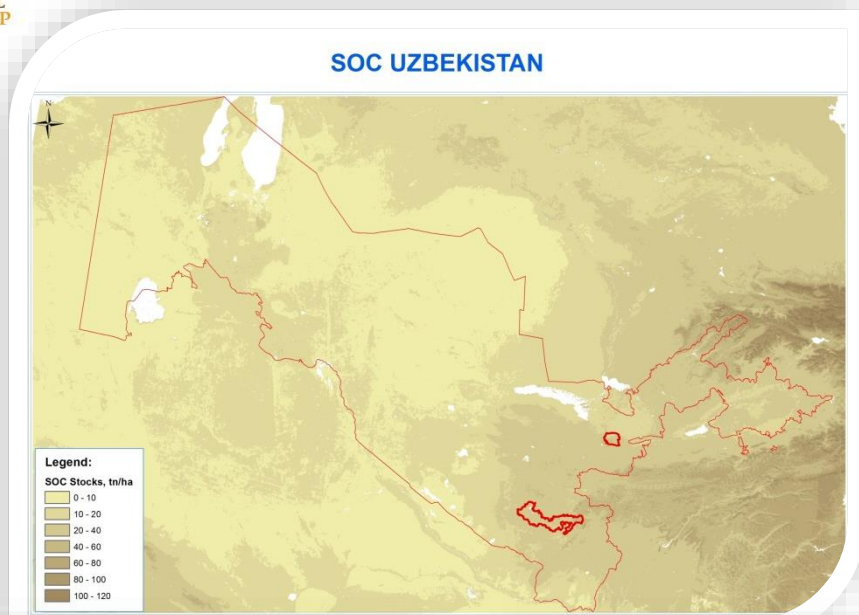 P
SOC UZBEKISTAN
N
Legend:
SOC Stocks, tn/ha
0 - 10
10 - 20
20 - 40
40 - 60
60 - 80
80 - 100
100 - 120